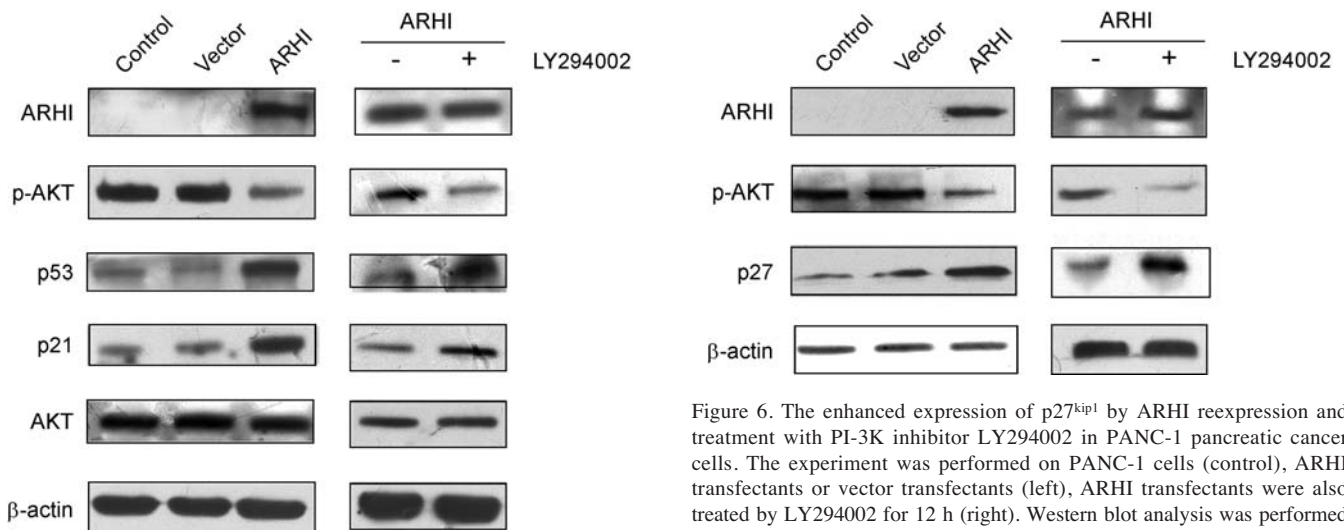 Control Vector ARHI
ARHI
- + LY294002
ARHI
p-AKT
p53
p21
AKT
β-actin
Control Vector ARHI
ARHI
- + LY294002
ARHI
p-AKT
p27
β-actin
Figure 6. The enhanced expression of p27kip1 by ARHI reexpression and
treatment with PI-3K inhibitor LY294002 in PANC-1 pancreatic cancer
cells. The experiment was performed on PANC-1 cells (control), ARHI
transfectants or vector transfectants (left), ARHI transfectants were also
treated by LY294002 for 12 h (right). Western blot analysis was performed